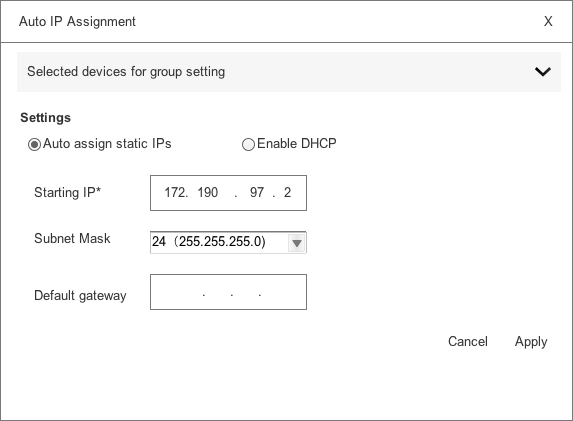 Auto IP Assignment X
Selected devices for group setting
Settings
Auto assign static IPs Enable DHCP
Starting IP* 172. 190 . 97 . 2
Subnet Mask 24（255.255.255.0)
Default gateway . . .
Cancel Apply